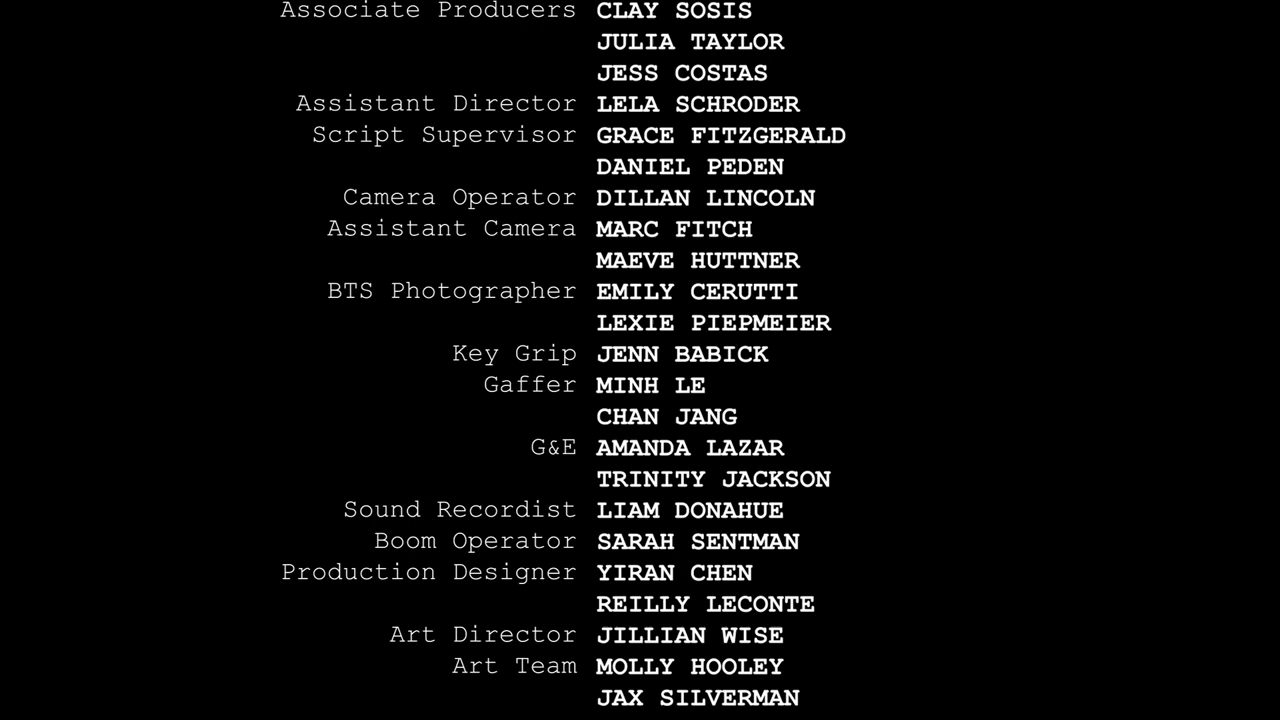 Associate Producers CLAY SOSIS
JULIA TAYLOR
JESS COSTAS
Assistant Director LELA SCHRODER
Script Supervisor GRACE FITZGERALD
DANIEL PEDEN
Camera Operator DILLAN LINCOLN
Assistant Camera MARC FITCH
MAEVE HUTTNER
BTS Photographer EMILY CERUTTI
LEXIE PIEPMEIER
Key Grip JENN BABICK
Gaffer MINH LE
CHAN JANG
G&E AMANDA LAZAR
TRINITY JACKSON
Sound Recordist LIAM DONAHUE
Boom Operator SARAH SENTMAN
Production Designer YIRAN CHEN
REILLY LECONTE
Art Director JILLIAN WISE
Art Team MOLLY HOOLEY
JAX SILVERMAN